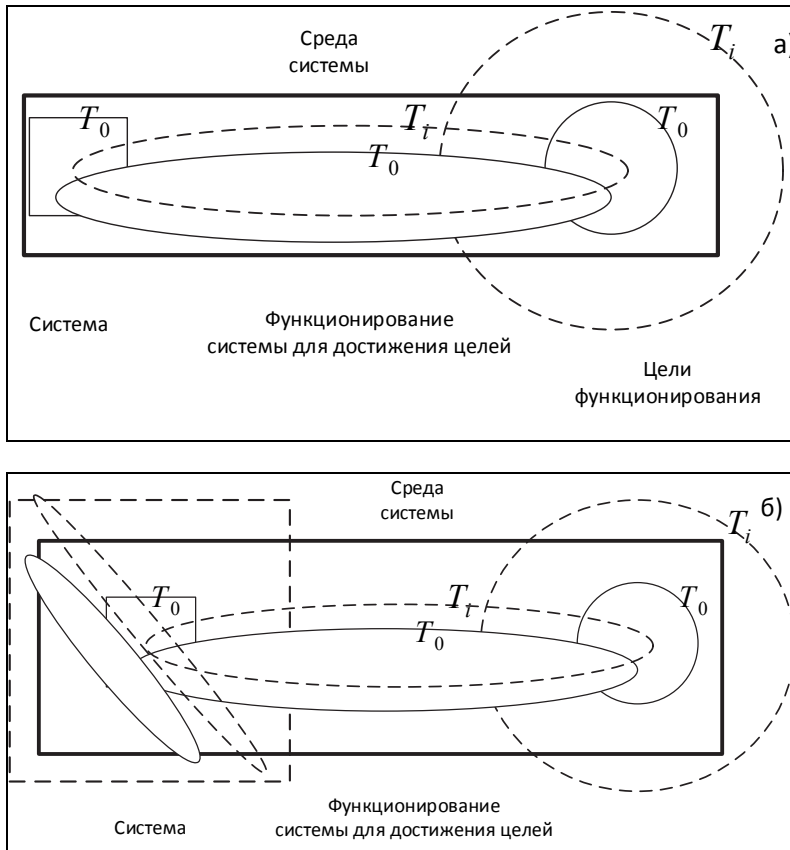 Среда
системы
T_i
а)
T_0
T_i
T_0
T_0
Система
Функционирование
системы для достижения целей
Цели
функционирования
Среда
системы
б)
T_i
T_0
T_i
T_0
T_0
Функционирование
системы для достижения целей
Система